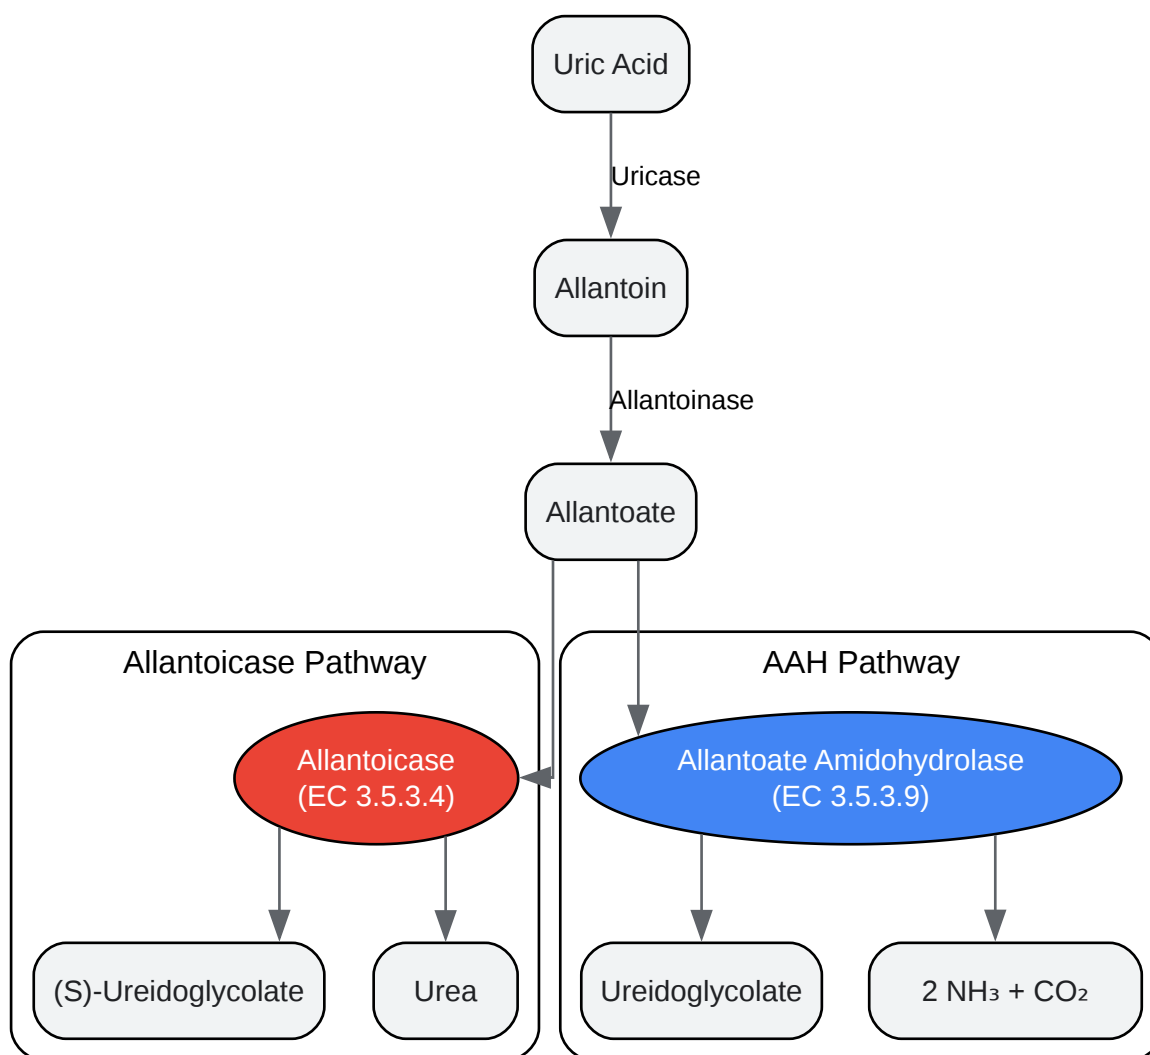 Uric Acid
Uricase
Allantoin
Allantoinase
Allantoate
Allantoicase Pathway
Allantoicase
(EC 3.5.3.4)
(S)-Ureidoglycolate
Urea
AAH Pathway
Allantoate Amidohydrolase
(EC 3.5.3.9)
Ureidoglycolate
2 NH₃ + CO₂